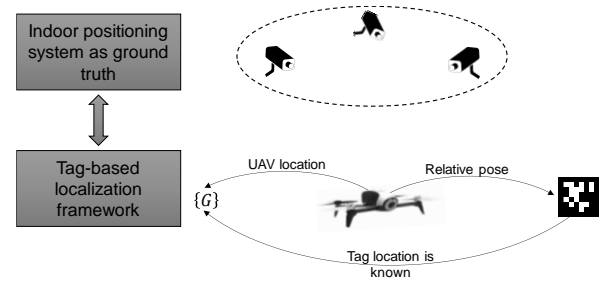 Indoor positioning
system as ground
truth
Tag-based
localization
framework
UAV location
Relative pose
{G}
Tag location is
known